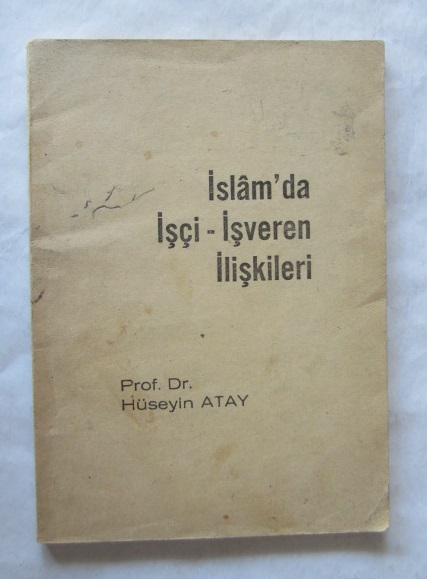 İslâm'da
İşçi - İşveren
İlişkileri
Prof. Dr.
Hüseyin ATAY